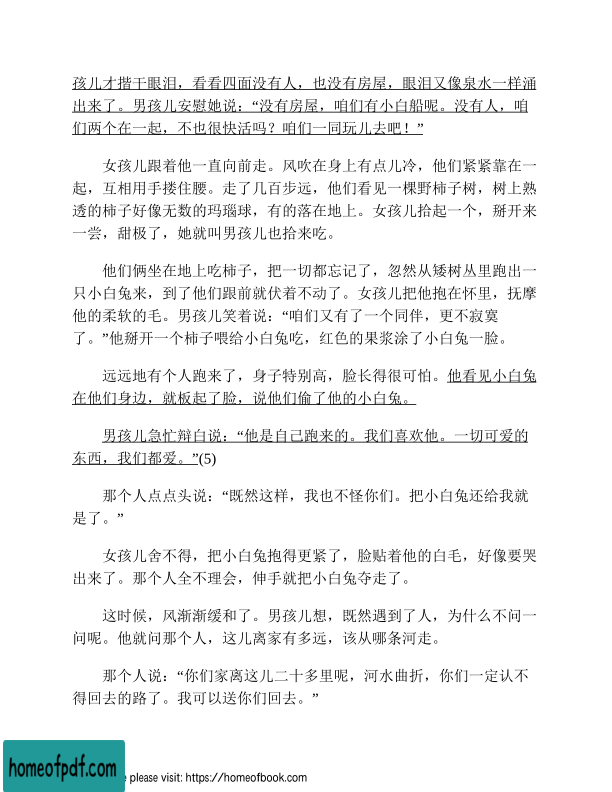 孩儿才揩干眼泪，看看四面没有人，也没有房屋，眼泪又像泉水一样涌
出来了。男孩儿安慰她说：“没有房屋，咱们有小白船呢。没有人，咱
们两个在一起，不也很快活吗？咱们一同玩儿去吧！”
女孩儿跟着他一直向前走。风吹在身上有点儿冷，他们紧紧靠在一
起，互相用手搂住腰。走了几百步远，他们看见一棵野柿子树，树上熟
透的柿子好像无数的玛瑙球，有的落在地上。女孩儿拾起一个，掰开来
一尝，甜极了，她就叫男孩儿也拾来吃。
他们俩坐在地上吃柿子，把一切都忘记了，忽然从矮树丛里跑出一
只小白兔来，到了他们跟前就伏着不动了。女孩儿把他抱在怀里，抚摩
他的柔软的毛。男孩儿笑着说：“咱们又有了一个同伴，更不寂寞
了。”他掰开一个柿子喂给小白兔吃，红色的果浆涂了小白兔一脸。
远远地有个人跑来了，身子特别高，脸长得很可怕。他看见小白兔
在他们身边，就板起了脸，说他们偷了他的小白兔。
男孩儿急忙辩白说：“他是自己跑来的。我们喜欢他。一切可爱的
东西，我们都爱。”(5)
那个人点点头说：“既然这样，我也不怪你们。把小白兔还给我就
是了。”
女孩儿舍不得，把小白兔抱得更紧了，脸贴着他的白毛，好像要哭
出来了。那个人全不理会，伸手就把小白兔夺走了。
这时候，风渐渐缓和了。男孩儿想，既然遇到了人，为什么不问一
问呢。他就问那个人，这儿离家有多远，该从哪条河走。
那个人说：“你们家离这儿二十多里呢，河水曲折，你们一定认不
得回去的路了。我可以送你们回去。”
homeofpdf.com
e please visit: https://homeofbook.com